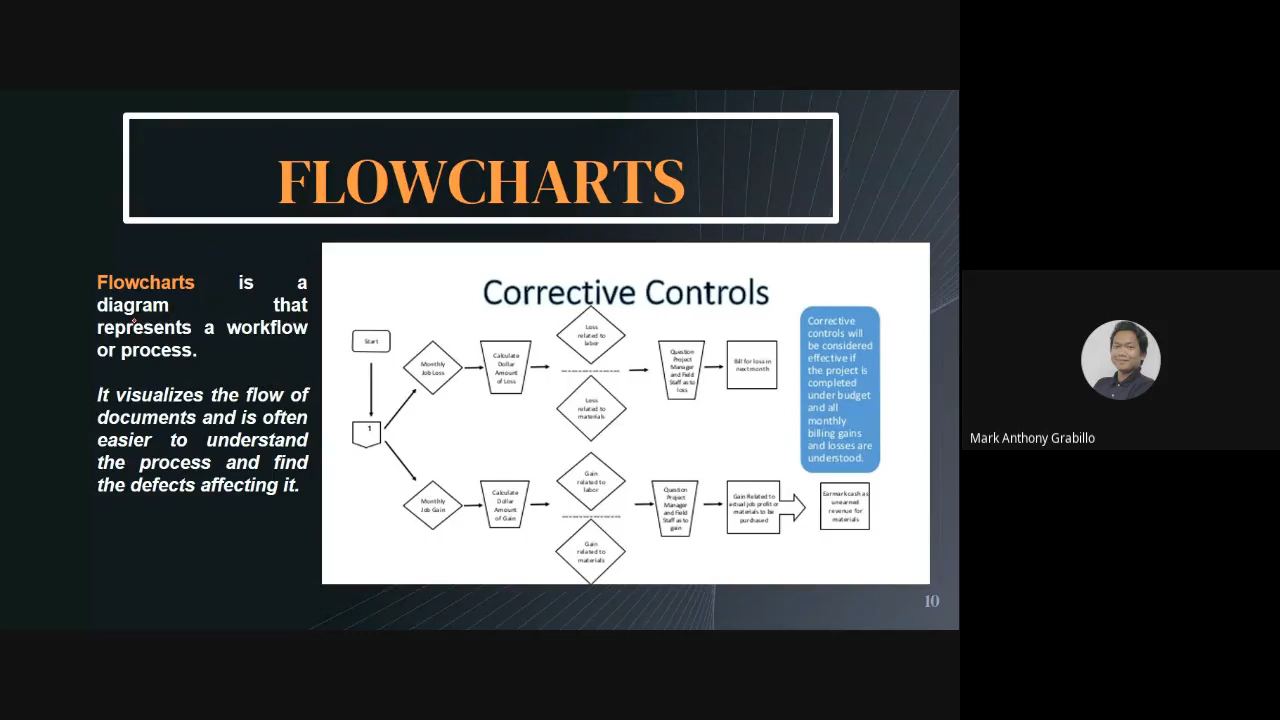 FLOWCHARTS
Flowcharts is a
diagram that
represents a workflow
or process.
It visualizes the flow of
documents and is often
easier to understand
the process and find
the defects affecting it.
Corrective Controls
Start
1
Monthly
Job Loss
Calculate
Dollar
Amount
of Loss
Loss
related to
labor
Loss
related to
materials
Question
Project
Manager
and Field
Staff as to
loss
Bill for loss in
next month
Corrective
controls will
be considered
effective if
the project is
completed
under budget
and all
monthly
billing gains
and losses are
understood.
Monthly
Job Gain
Calculate
Dollar
Amount
of Gain
Gain
related to
labor
Gain
related to
materials
Question
Project
Manager
and Field
Staff as to
gain
Gain Related to
actual job profit or
materials to be
purchased
Earmark cash as
unearned
revenue for
materials
10
Mark Anthony Grabillo